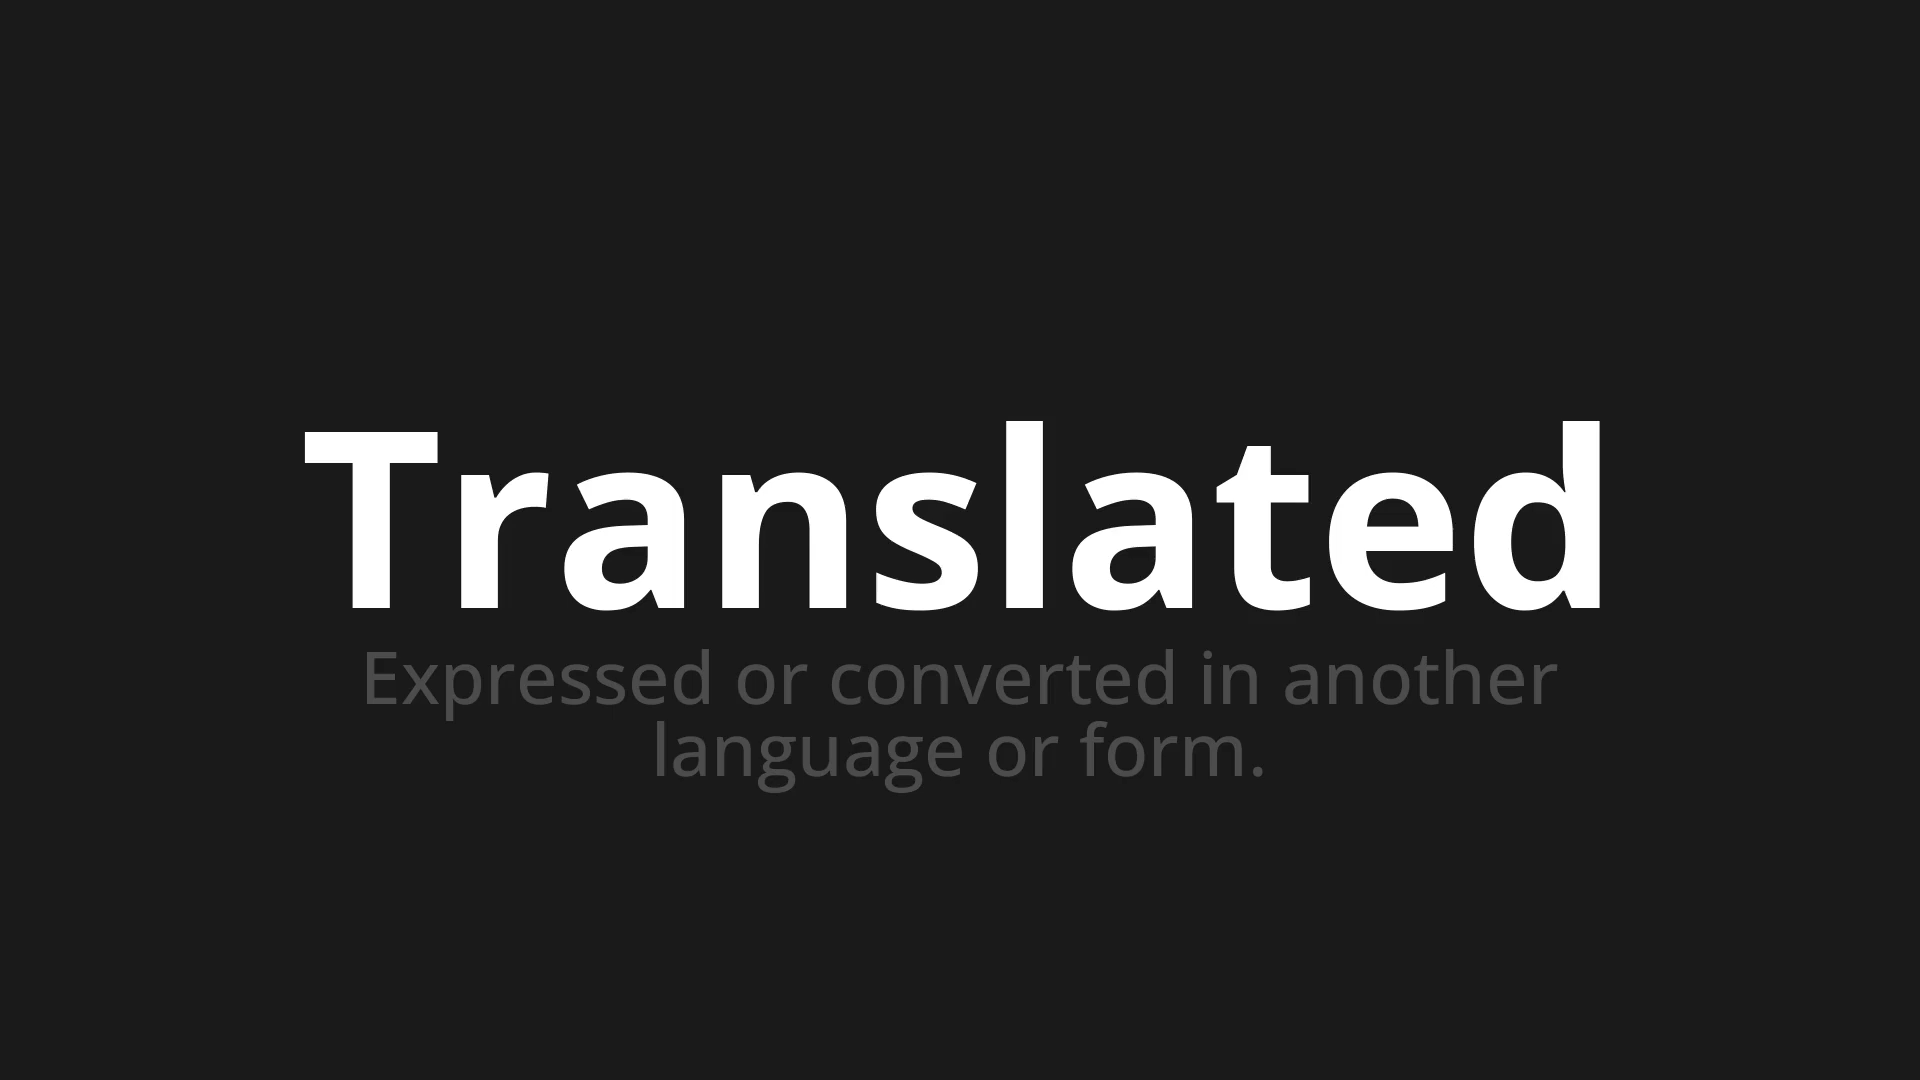 Translated
Expressed or converted in another
language or form.